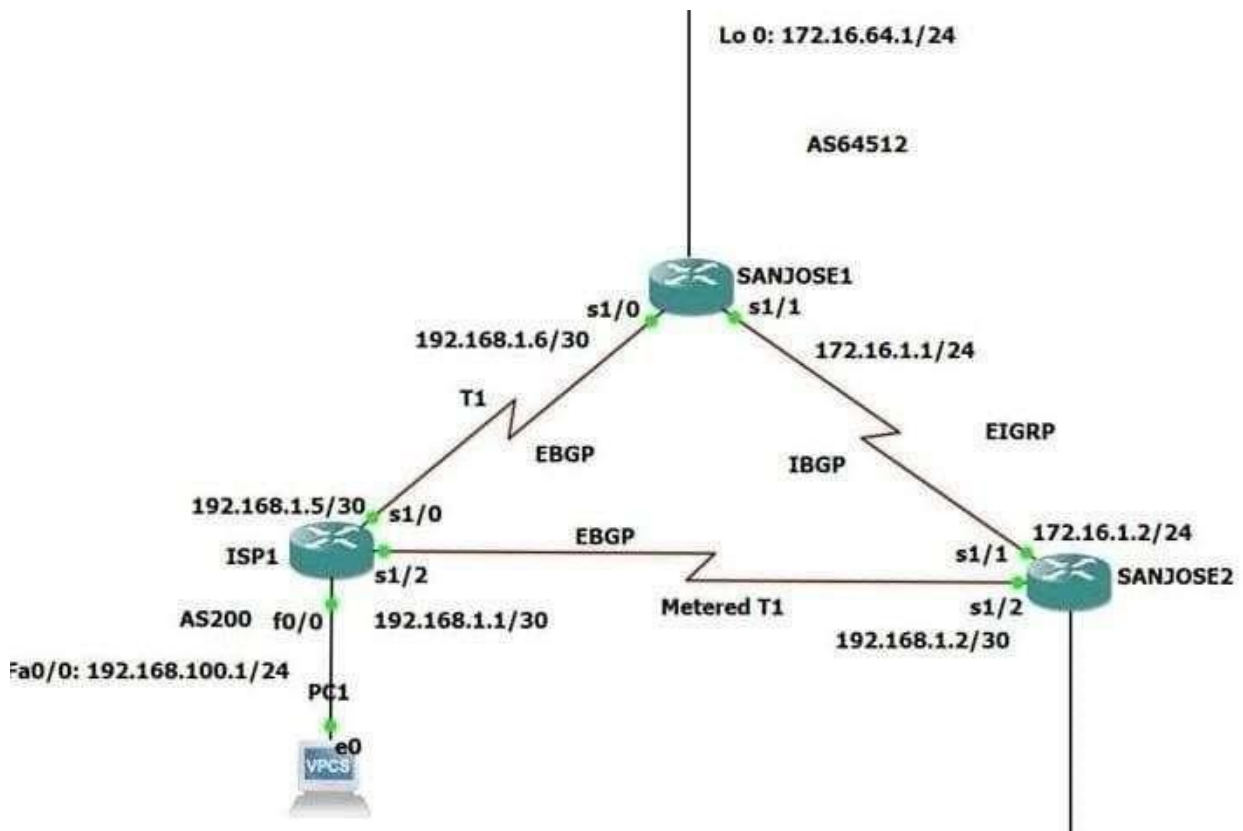 Lo 0: 172.16.64.1/24
AS64512
SANJOSE1
s1/0
s1/1
192.168.1.6/30
172.16.1.1/24
T1
EBGP
IBGP
EIGRP
192.168.1.5/30
s1/0
ISP1
EBGP
s1/2
172.16.1.2/24
s1/1
SANJOSE2
Metered T1
s1/2
AS200
f0/0
192.168.1.1/30
192.168.1.2/30
Fa0/0: 192.168.100.1/24
PC1
e0
VPCS